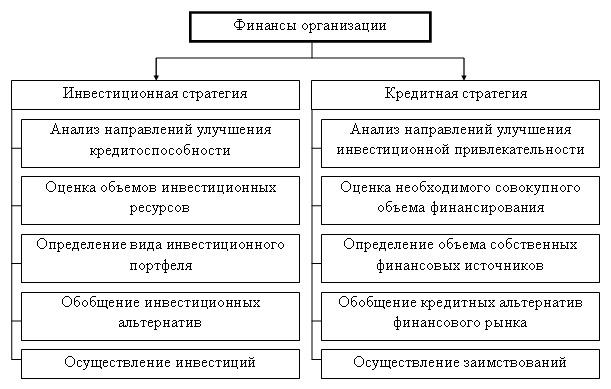 Финансы организации
Инвестиционная стратегия
Анализ направлений улучшения
кредитоспособности
Оценка объемов инвестиционных
ресурсов
Определение вида инвестиционного
портфеля
Обобщение инвестиционных
альтернатив
Осуществление инвестиций
Кредитная стратегия
Анализ направлений улучшения
инвестиционной привлекательности
Оценка необходимого совокупного
объема финансирования
Определение объема собственных
финансовых источников
Обобщение кредитных альтернатив
финансового рынка
Осуществление заимствований